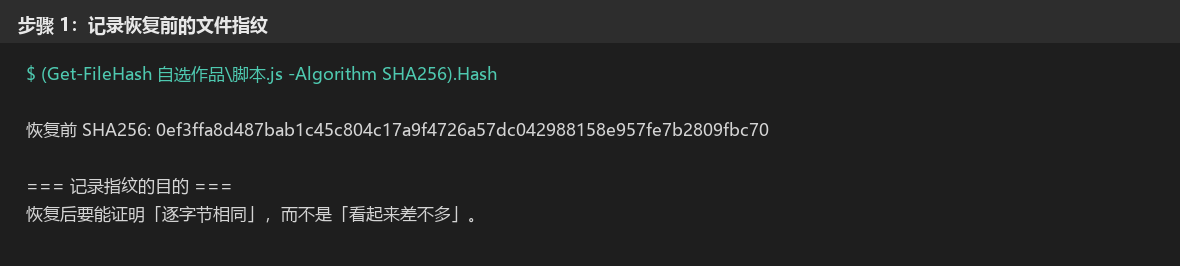 步骤 1：记录恢复前的文件指纹
$ (Get-FileHash 自选作品\脚本.js -Algorithm SHA256).Hash
恢复前 SHA256: 0ef3ffa8d487bab1c45c804c17a9f4726a57dc042988158e957fe7b2809fbc70
=== 记录指纹的目的 ===
恢复后要能证明「逐字节相同」，而不是「看起来差不多」。